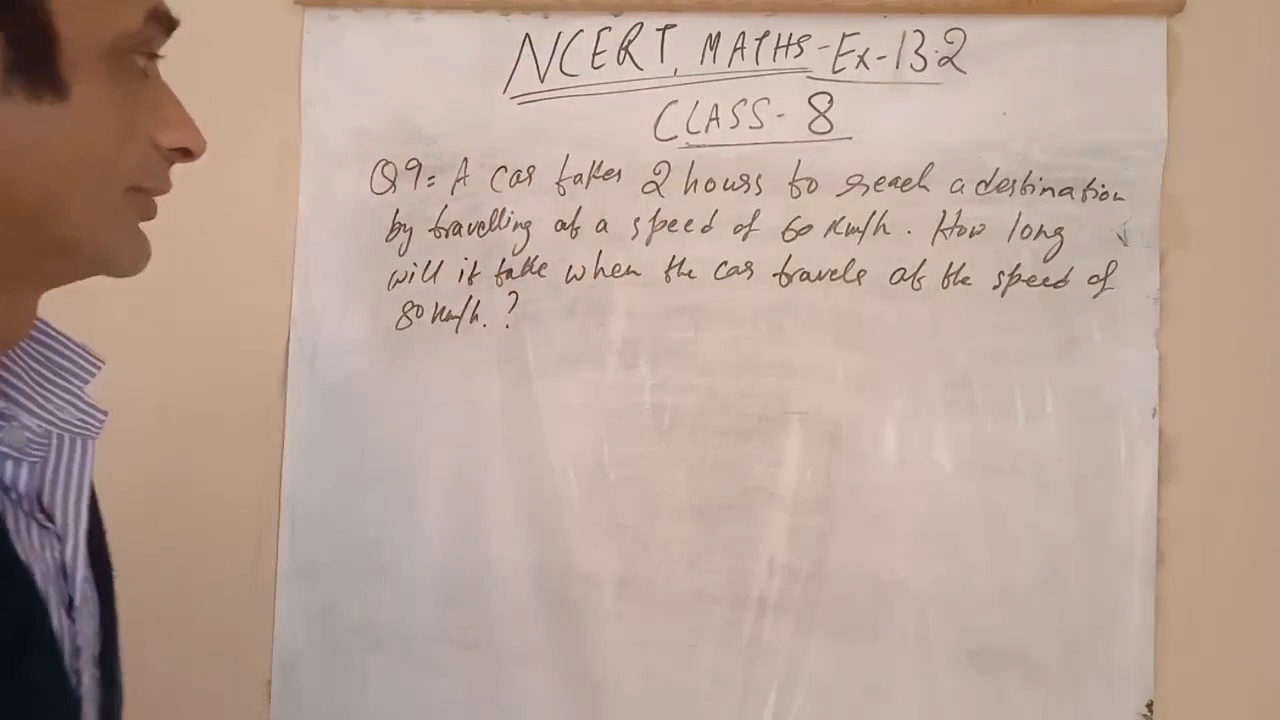 NCERT, MATHS-Ex-13.2
CLASS-8
Q9= A car takes 2 hours to reach a destination
by travelling at a speed of 60 Km/h. How long
will it take when the car travels at the speed of
80 Km/h.?